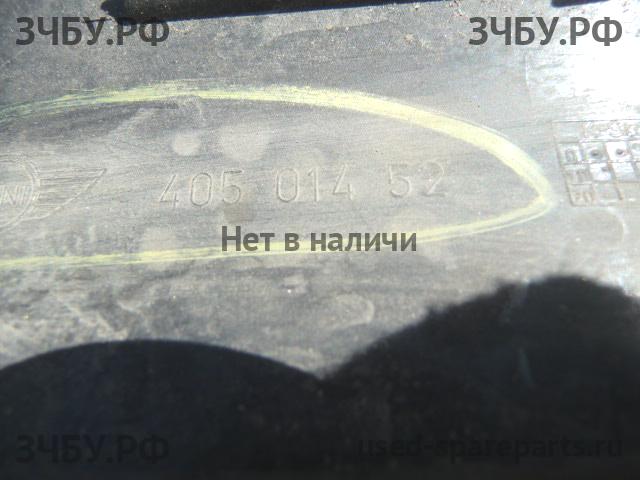 ЗЧБУ.РФ ЗЧБУ.РФ
405 014 52
Нет в наличи
ЗЧБУ.РФ used-spareparts.ru